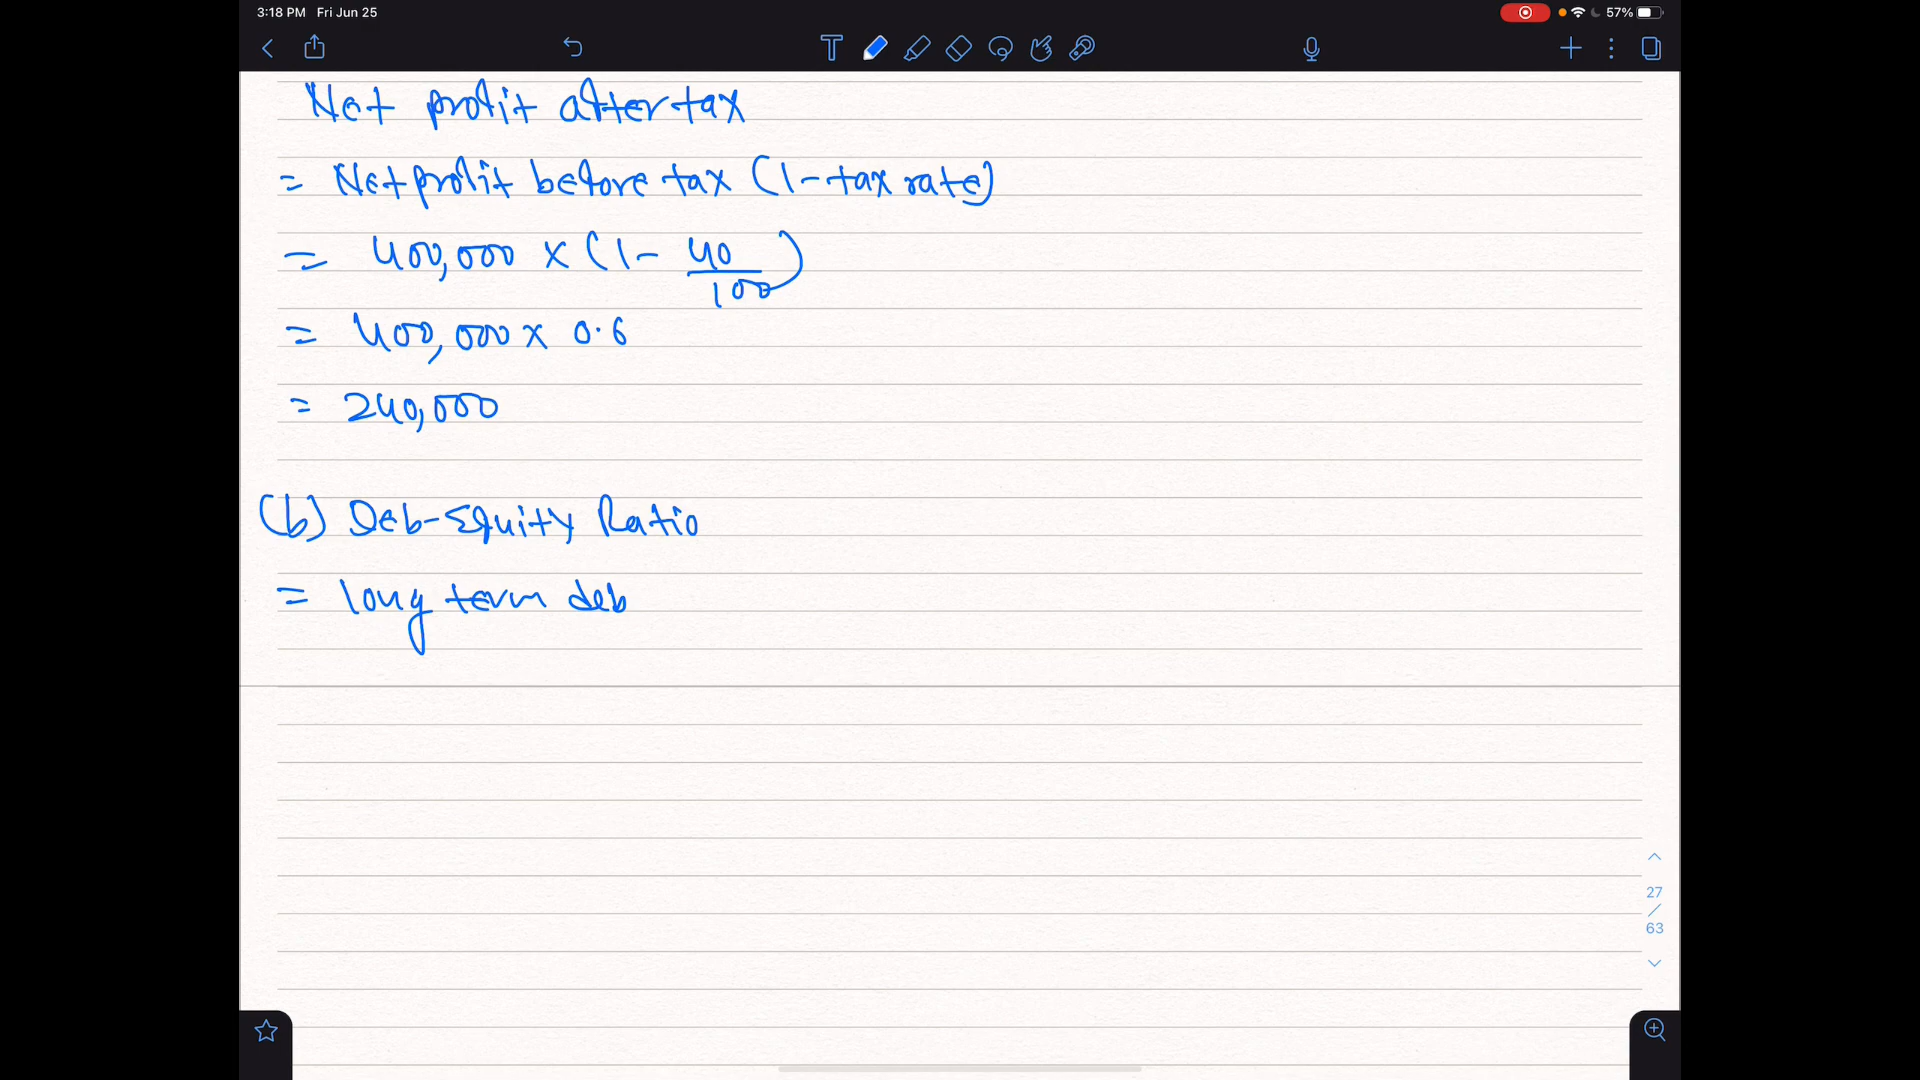 3:18 PM Fri Jun 25
57%
T
Net profit after tax
= Net profit before tax (1 - tax rate)
= 400,000 x (1 - 40/100)
= 400,000 x 0.6
= 240,000
(b) Deb-Equity Ratio
= long term deb
27
/
63